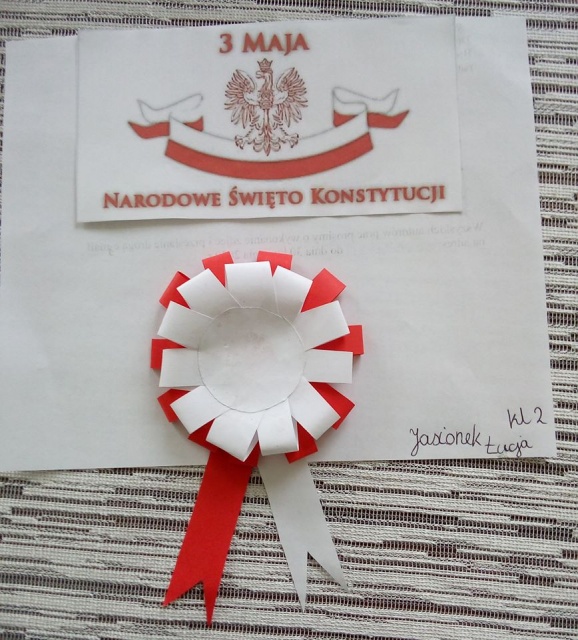 3 MAJA
NARODOWE ŚWIĘTO KONSTYTUCJI
kl 2
Jasionek
Łucja